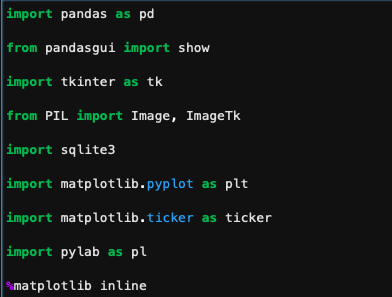 import pandas as pd
from pandasgui import show
import tkinter as tk
from PIL import Image, ImageTk
import sqlite3
import matplotlib.pyplot as plt
import matplotlib.ticker as ticker
import pylab as pl
%matplotlib inline